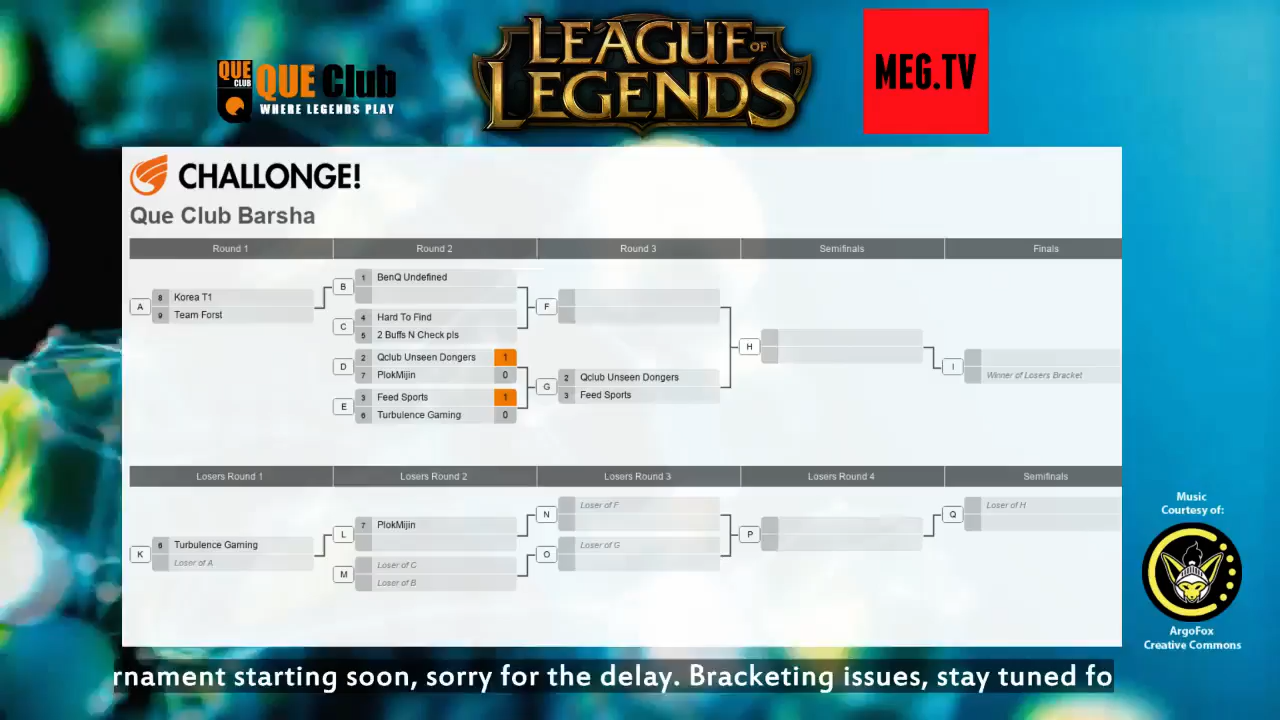 LEAGUE OF LEGENDS®
QUE CLUB
QUE Club
WHERE LEGENDS PLAY
MEG.TV
CHALLONGE!
Que Club Barsha
Round 1 Round 2 Round 3 Semifinals Finals
A
8 Korea T1
9 Team Forst
B
1 BenQ Undefined
C
4 Hard To Find
5 2 Buffs N Check pls
D
2 Qclub Unseen Dongers 1
7 PlokMijin 0
E
3 Feed Sports 1
6 Turbulence Gaming 0
F
G
2 Qclub Unseen Dongers
3 Feed Sports
H
I
Winner of Losers Bracket
Losers Round 1 Losers Round 2 Losers Round 3 Losers Round 4 Semifinals
K
6 Turbulence Gaming
Loser of A
L
7 PlokMijin
M
Loser of C
Loser of B
N
Loser of F
O
Loser of G
P
Q
Loser of H
Music
Courtesy of:
ArgoFox
Creative Commons
rnament starting soon, sorry for the delay. Bracketing issues, stay tuned fo